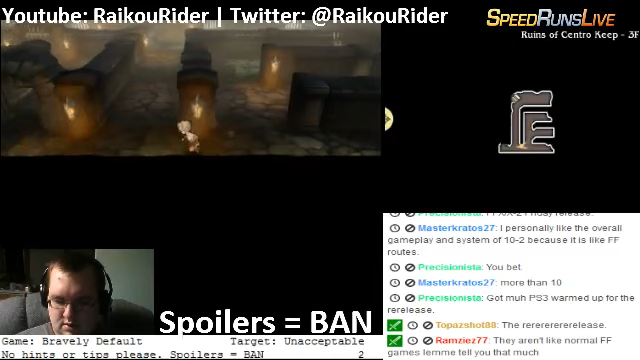 Youtube: RaikouRider | Twitter: @RaikouRider
SPEEDRUNSLIVE
Ruins of Centro Keep - 3F
Masterkratos27: I personally like the overall
gameplay and system of 10-2 because it is like FF
routes.
Precisionista: You bet.
Masterkratos27: more than 10
Precisionista: Got muh PS3 warmed up for the
rerelease.
Topazshot88: The rerererererelease.
Ramziez77: They aren't like normal FF
games lemme tell you that much
Spoilers = BAN
Game: Bravely Default Target: Unacceptable
No hints or tips please. Spoilers = BAN 2